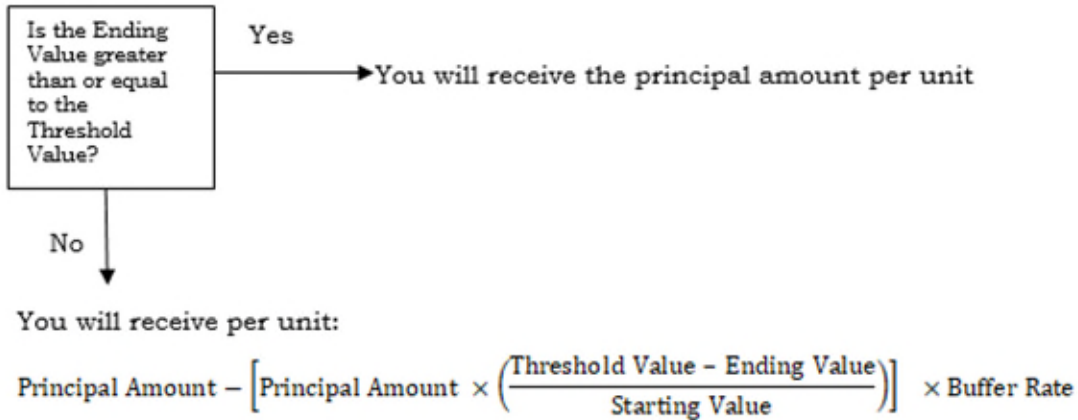 Is the Ending
Value greater
than or equal
to the
Threshold
Value?
Yes
You will receive the principal amount per unit
No
You will receive per unit:
Principal Amount − [Principal Amount × (Threshold Value – Ending Value / Starting Value)] × Buffer Rate